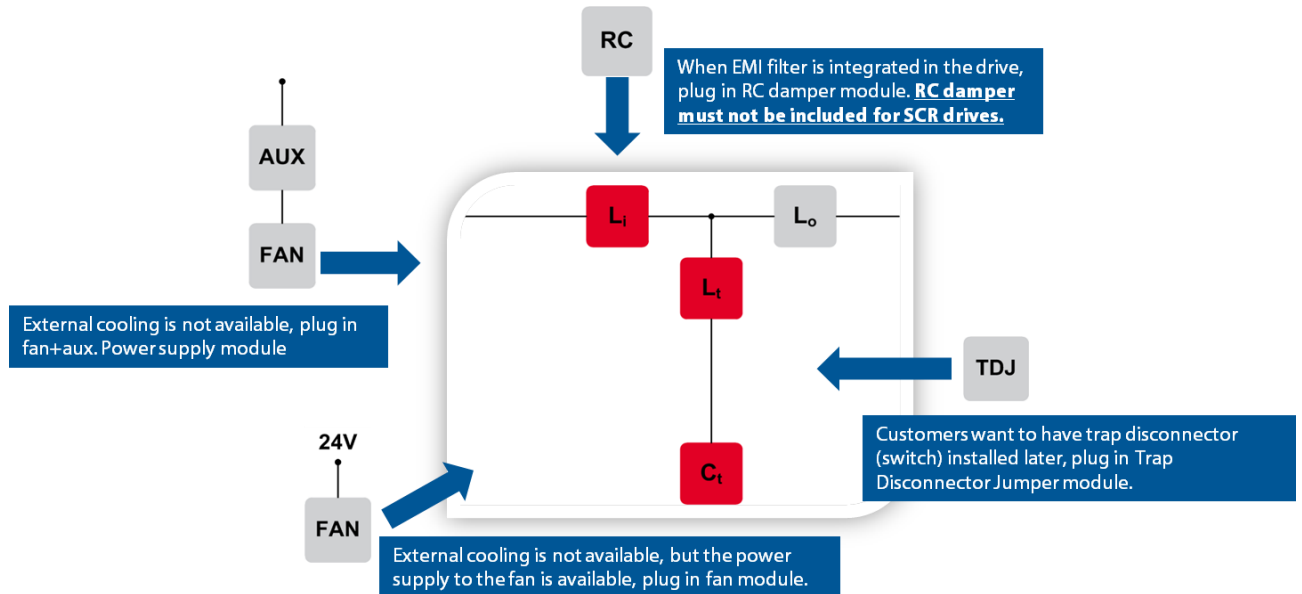 RC
When EMI filter is integrated in the drive,
plug in RC damper module. RC damper
must not be included for SCR drives.
AUX
FAN
Li
Lo
Lt
External cooling is not available, plug in
fan+aux. Power supply module
TDJ
Customers want to have trap disconnector
(switch) installed later, plug in Trap
Disconnector Jumper module.
24V
FAN
Ct
External cooling is not available, but the power
supply to the fan is available, plug in fan module.